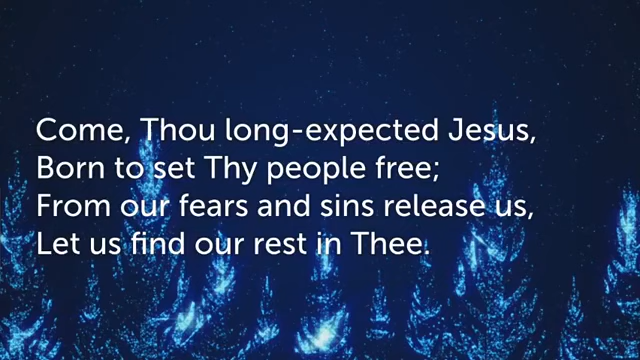 Come, Thou long-expected Jesus,
Born to set Thy people free;
From our fears and sins release us,
Let us find our rest in Thee.